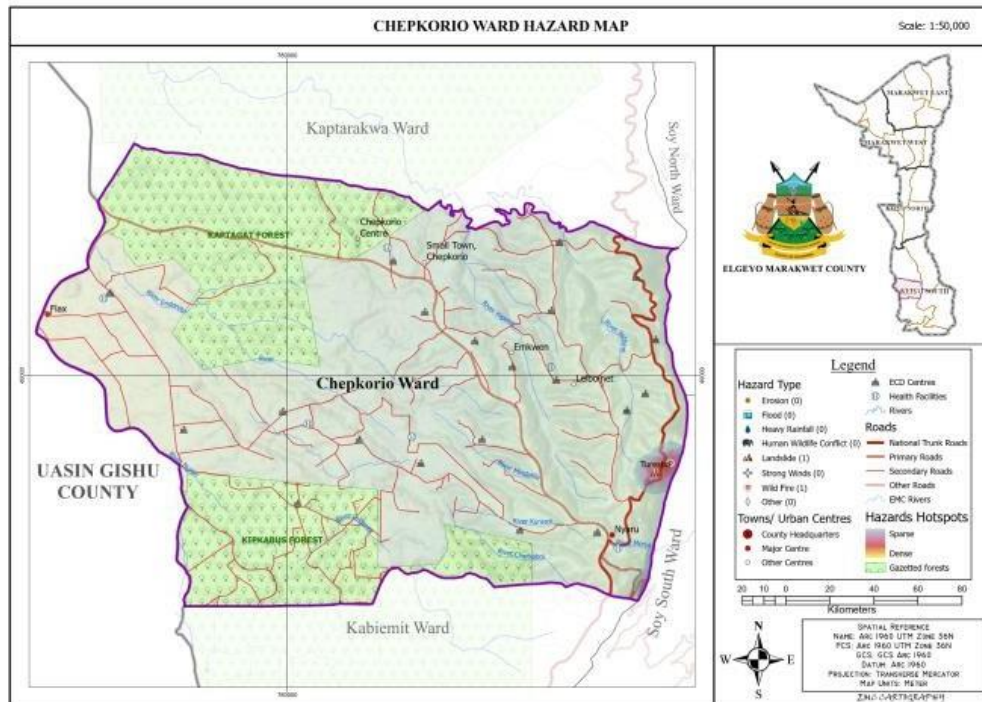 CHEPKORIO WARD HAZARD MAP
Scale: 1:50,000
760000
Kaptarakwa Ward
Soy North Ward
Chepkorio
Centre
KAPTAGAT FOREST
Small Town,
Chepkorio
Flax
Emkwen
Chepkorio Ward
UASIN GISHU
COUNTY
Nyaru
KIPKABUS FOREST
Soy South Ward
Kabiemit Ward
760000
MARAKWET EAST
MARAKWET WEST
KEIYO NORTH
KEIYO SOUTH
ELGEYO MARAKWET COUNTY
Legend
Hazard Type
Erosion (0)
Flood (0)
Heavy Rainfall (0)
Human Wildlife Conflict (0)
Landslide (1)
Strong Winds (0)
Wild Fire (1)
Other (0)
Towns/ Urban Centres
County Headquarters
Major Centre
Other Centres
ECD Centres
Health Facilities
Rivers
Roads
National Trunk Roads
Primary Roads
Secondary Roads
Other Roads
EMC Rivers
Hazards Hotspots
Sparse
Dense
Gazetted forests
20 10 0 20 40 60 80
Kilometers
N
W E
S
SPATIAL REFERENCE
NAME: ARC 1960 UTM ZONE 36N
PCS: ARC 1960 UTM ZONE 36N
GCS: GCS ARC 1960
DATUM: ARC 1960
PROJECTION: TRANSVERSE MERCATOR
MAP UNITS: METER